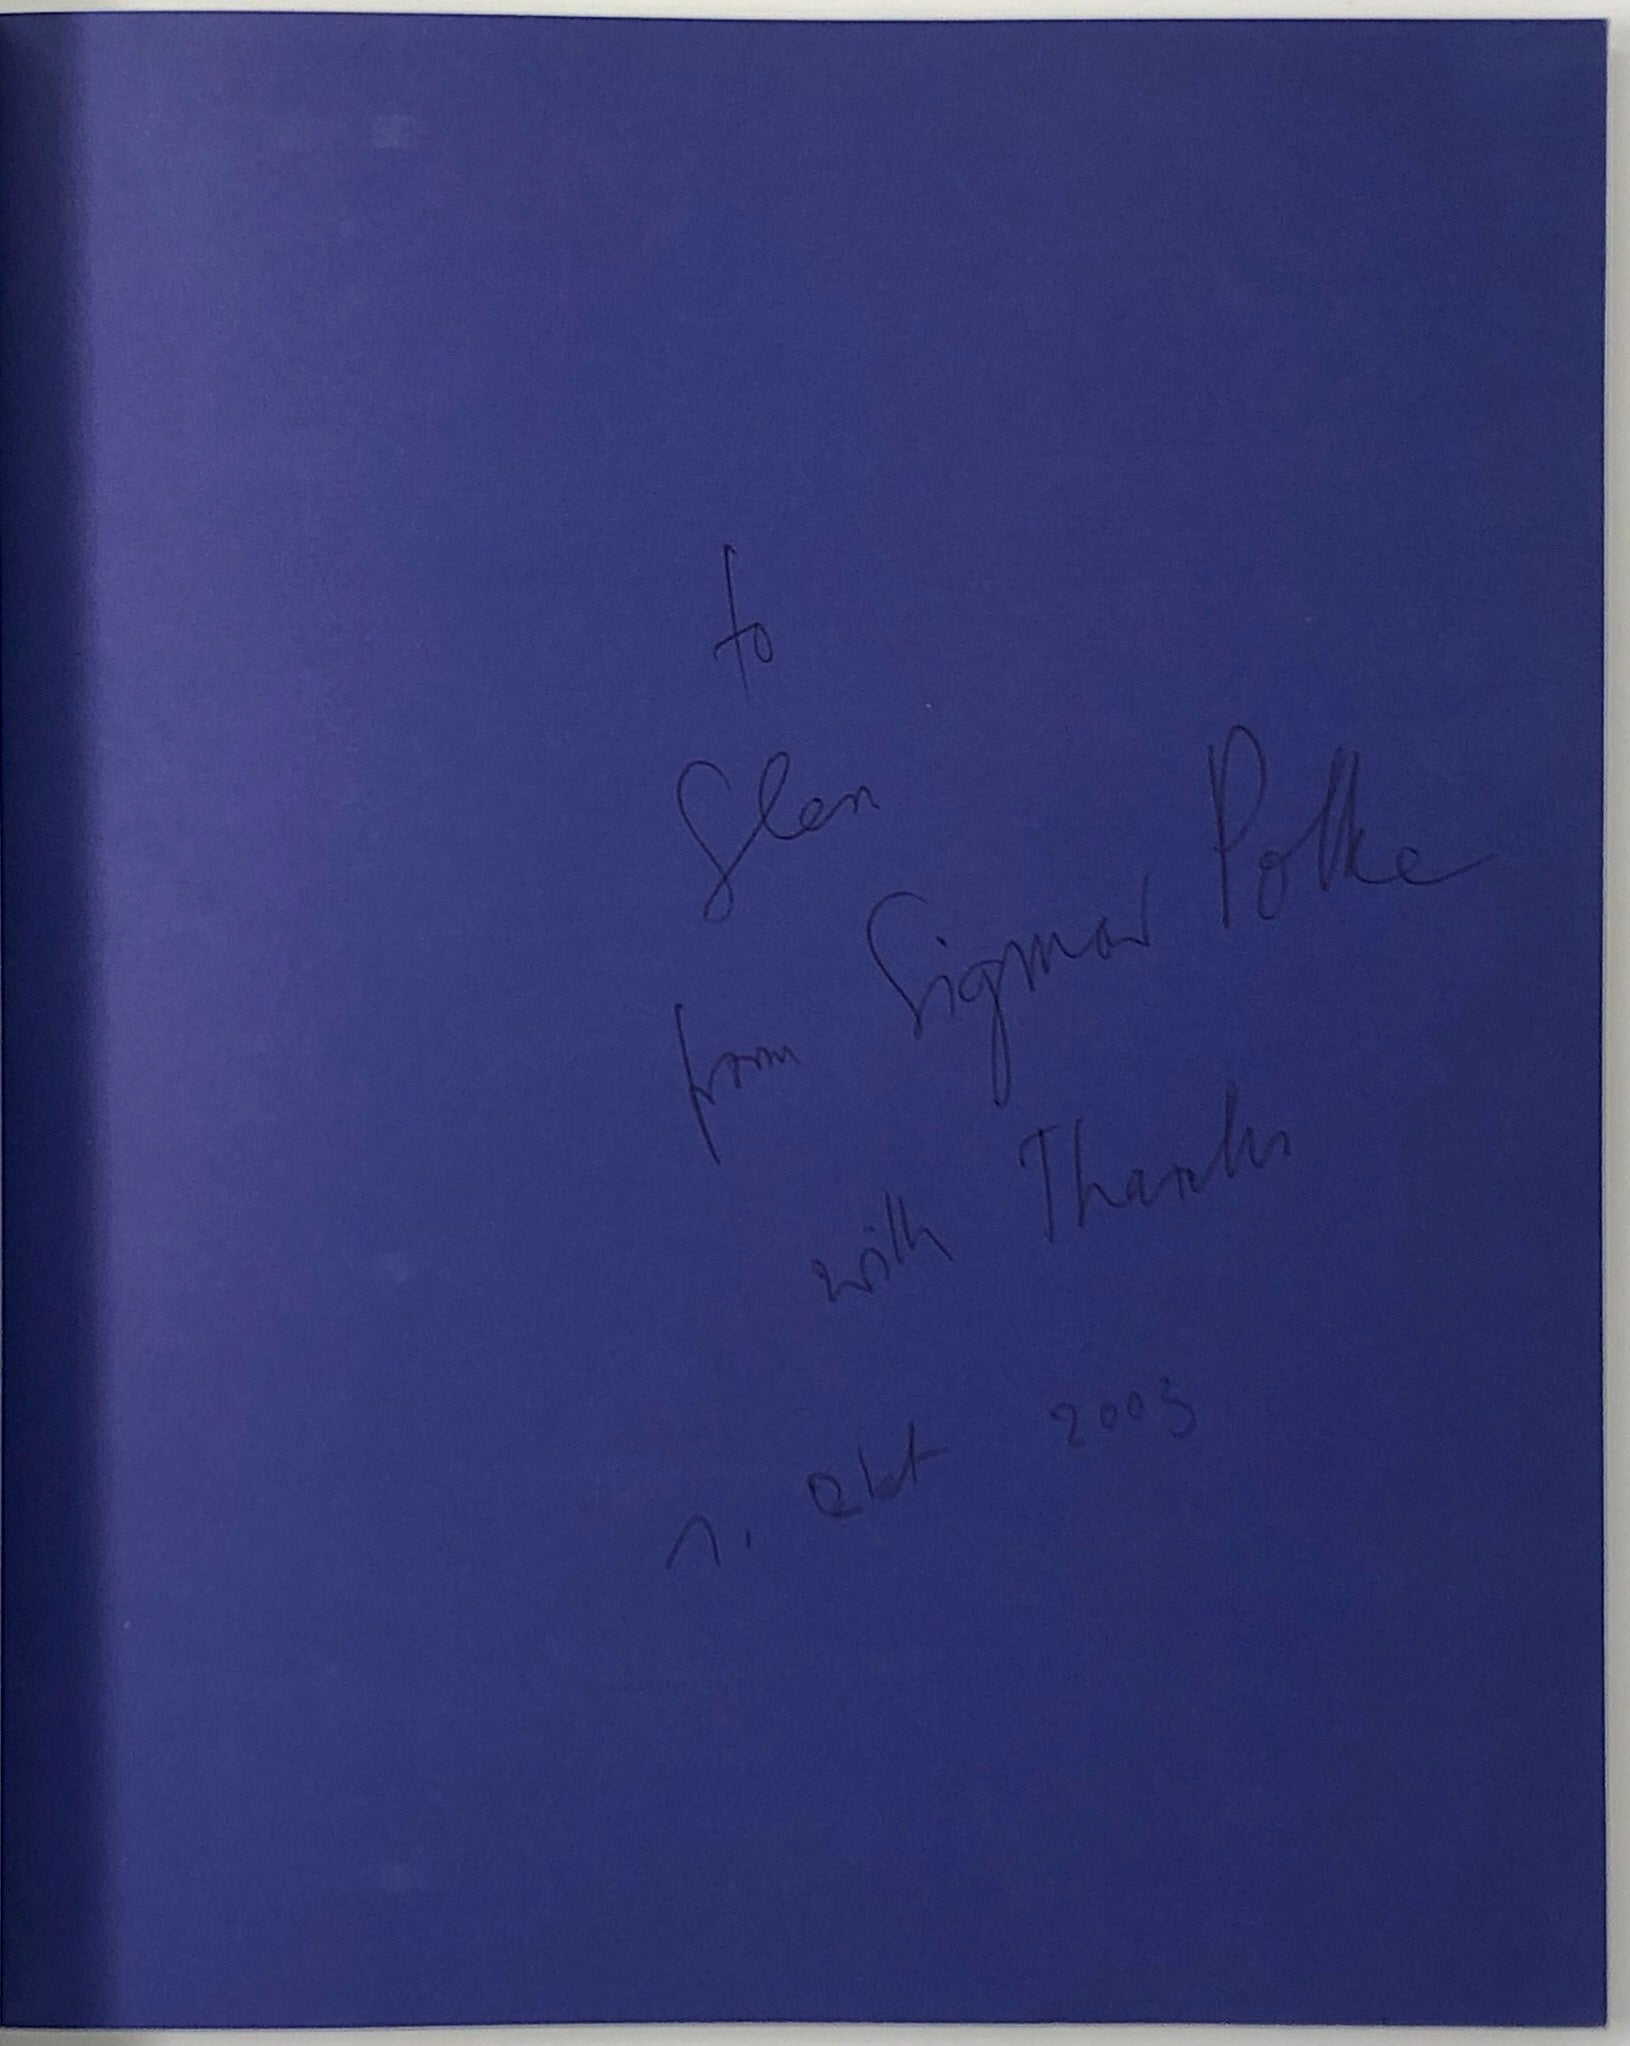 to
Glen
from Sigmar Polke
with Thanks
1. Okt 2003